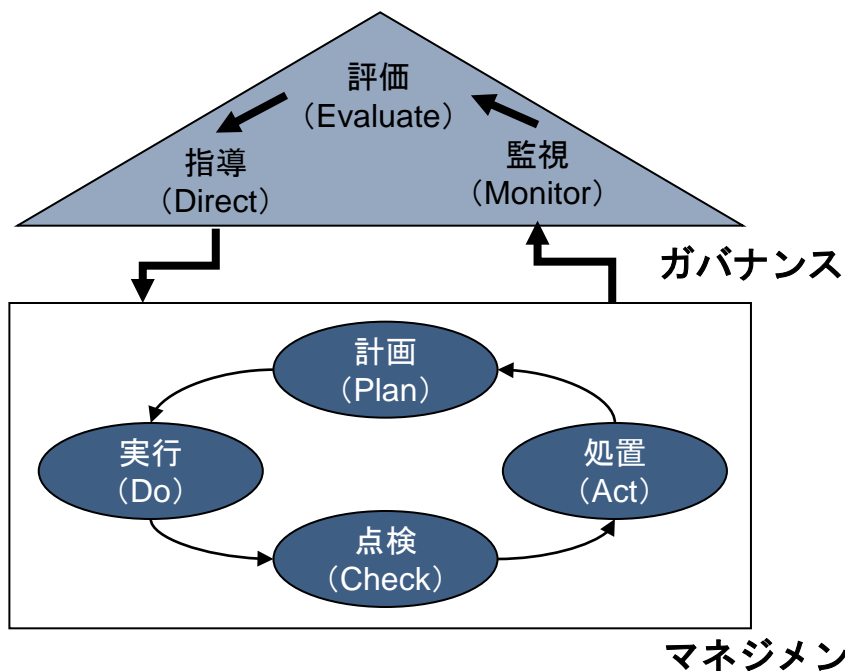 評価
（Evaluate）
指導
（Direct）
監視
（Monitor）
ガバナンス
計画
（Plan）
実行
（Do）
処置
（Act）
点検
（Check）
マネジメン